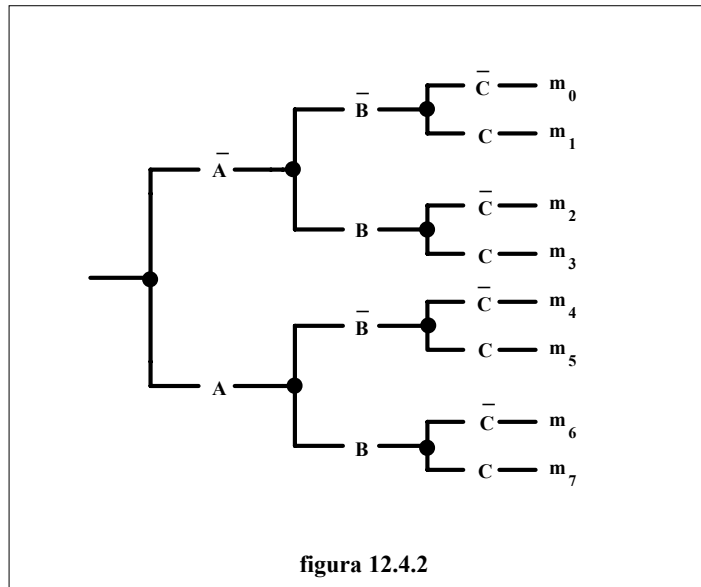 C̅ m₀
B̅
C m₁
A̅
C̅ m₂
B
C m₃
C̅ m₄
B̅
C m₅
A
C̅ m₆
B
C m₇
figura 12.4.2